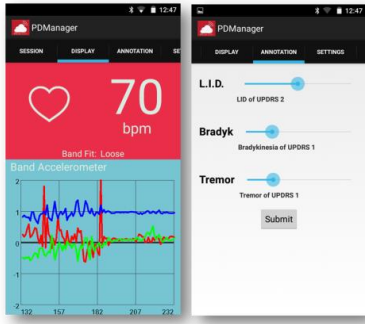 12:47
PDManager
SESSION DISPLAY ANNOTATION SE
70
bpm
Band Fit: Loose
Band Accelerometer
2
1
0
-1
-2
132 157 182 207 232
12:47
PDManager
DISPLAY ANNOTATION SETTINGS
L.I.D.
LID of UPDRS 2
Bradyk
Bradykinesia of UPDRS 1
Tremor
Tremor of UPDRS 1
Submit